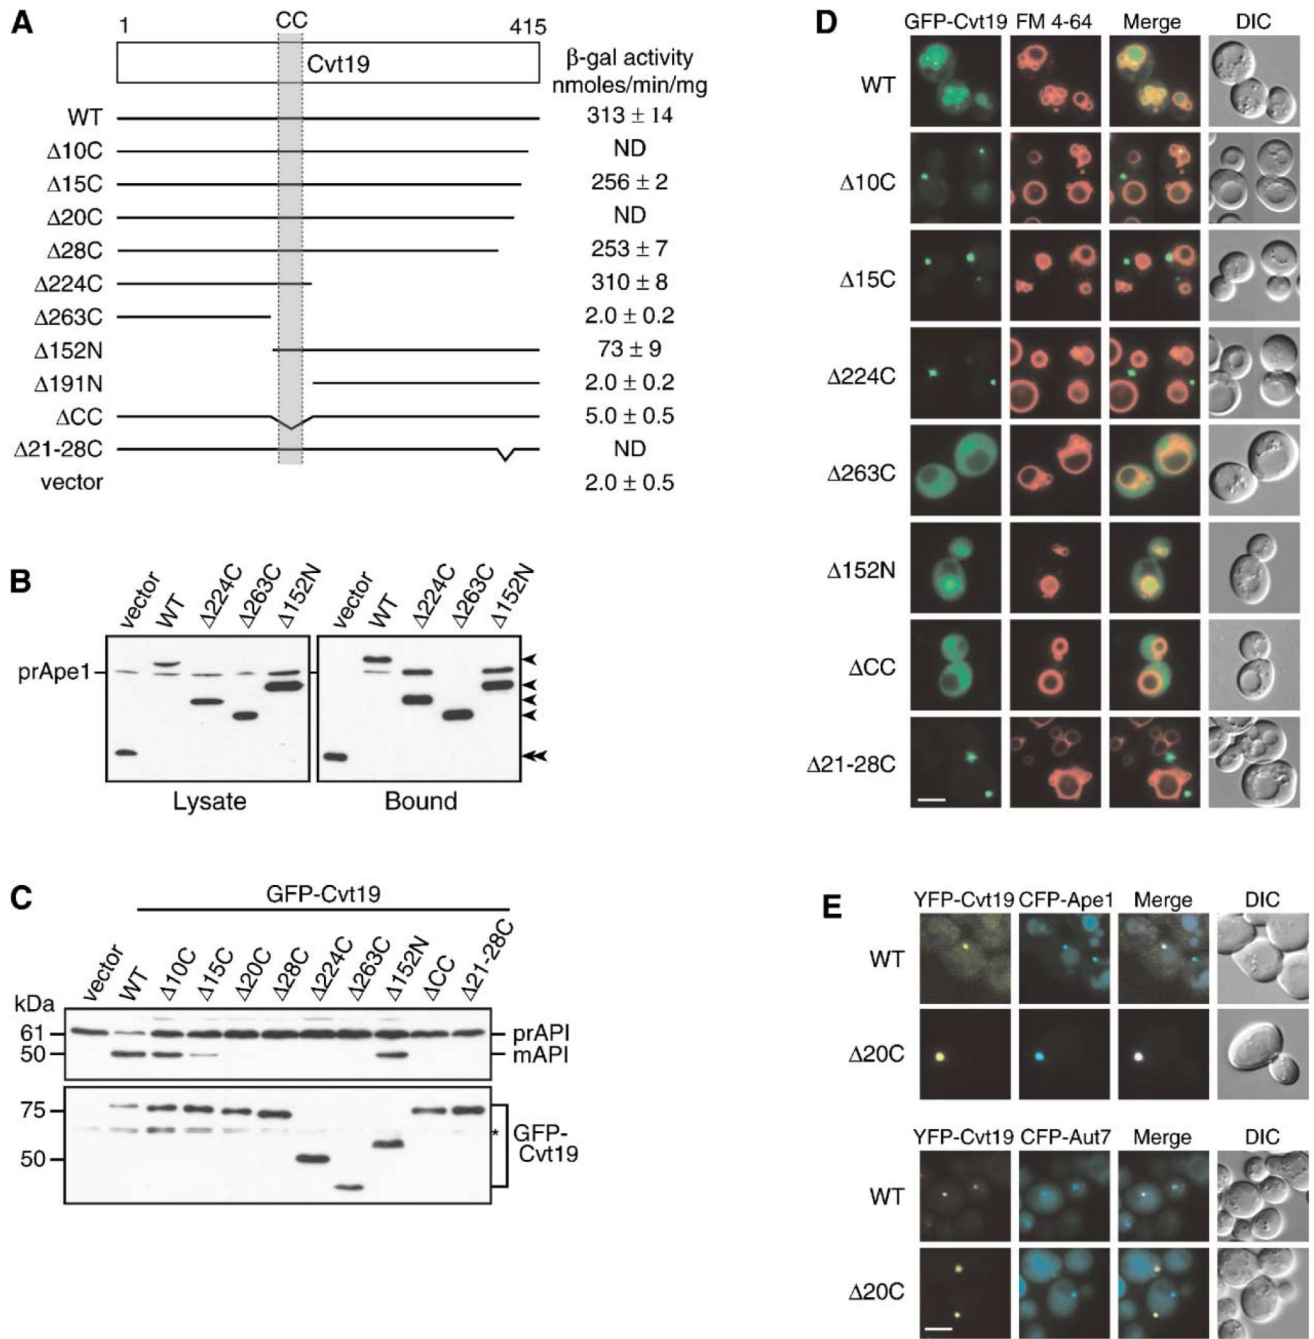 A
1 CC 415
Cvt19
β-gal activity
nmoles/min/mg
WT 313 ± 14
Δ10C ND
Δ15C 256 ± 2
Δ20C ND
Δ28C 253 ± 7
Δ224C 310 ± 8
Δ263C 2.0 ± 0.2
Δ152N 73 ± 9
Δ191N 2.0 ± 0.2
ΔCC 5.0 ± 0.5
Δ21-28C ND
vector 2.0 ± 0.5
B
vector WT Δ224C Δ263C Δ152N vector WT Δ224C Δ263C Δ152N
prApe1
Lysate Bound
C
GFP-Cvt19
vector WT Δ10C Δ15C Δ20C Δ28C Δ224C Δ263C Δ152N ΔCC Δ21-28C
kDa
61 prAPI
50 mAPI
75
* GFP-
Cvt19
50
D
GFP-Cvt19 FM 4-64 Merge DIC
WT
Δ10C
Δ15C
Δ224C
Δ263C
Δ152N
ΔCC
Δ21-28C
E
YFP-Cvt19 CFP-Ape1 Merge DIC
WT
Δ20C
YFP-Cvt19 CFP-Aut7 Merge DIC
WT
Δ20C